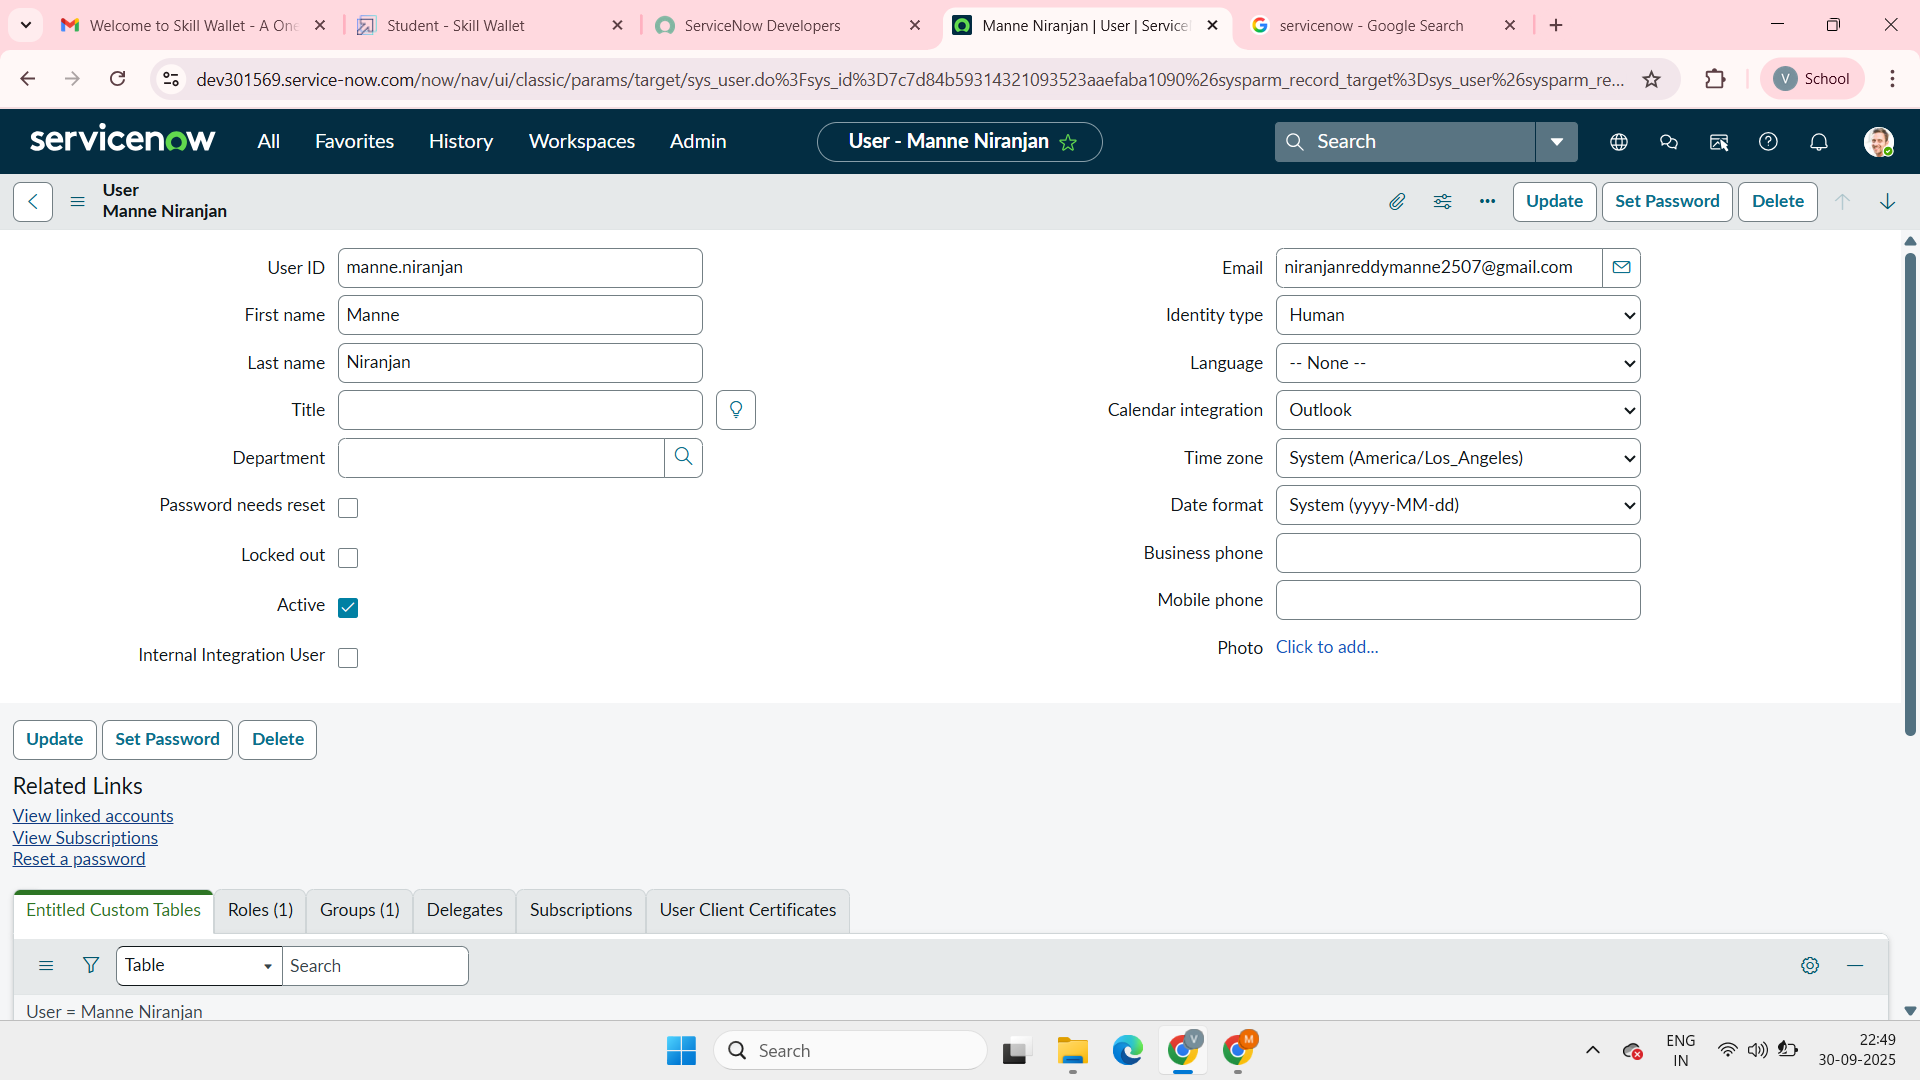 Welcome to Skill Wallet - A One
Student - Skill Wallet
ServiceNow Developers
Manne Niranjan | User | Service
servicenow - Google Search
dev301569.service-now.com/now/nav/ui/classic/params/target/sys_user.do%3Fsys_id%3D7c7d84b59314321093523aaefaba1090%26sysparm_record_target%3Dsys_user%26sysparm_re...
V School
servicenow
All
Favorites
History
Workspaces
Admin
User - Manne Niranjan
Search
User
Manne Niranjan
Update
Set Password
Delete
User ID manne.niranjan
First name Manne
Last name Niranjan
Title
Department
Password needs reset
Locked out
Active
Internal Integration User
Email niranjanreddymanne2507@gmail.com
Identity type Human
Language -- None --
Calendar integration Outlook
Time zone System (America/Los_Angeles)
Date format System (yyyy-MM-dd)
Business phone
Mobile phone
Photo Click to add...
Update
Set Password
Delete
Related Links
View linked accounts
View Subscriptions
Reset a password
Entitled Custom Tables
Roles (1)
Groups (1)
Delegates
Subscriptions
User Client Certificates
Table
Search
User = Manne Niranjan
Search
V
M
ENG
IN
22:49
30-09-2025